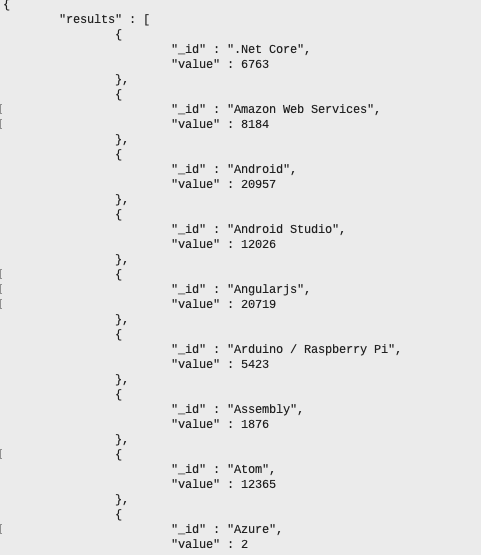 {
"results" : [
{
"_id" : ".Net Core",
"value" : 6763
},
{
"_id" : "Amazon Web Services",
"value" : 8184
},
{
"_id" : "Android",
"value" : 20957
},
{
"_id" : "Android Studio",
"value" : 12026
},
{
"_id" : "Angularjs",
"value" : 20719
},
{
"_id" : "Arduino / Raspberry Pi",
"value" : 5423
},
{
"_id" : "Assembly",
"value" : 1876
},
{
"_id" : "Atom",
"value" : 12365
},
{
"_id" : "Azure",
"value" : 2